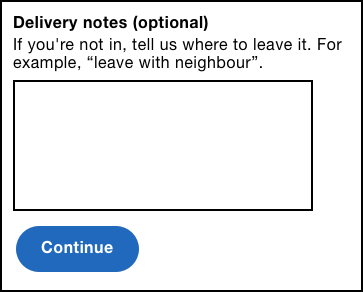 Delivery notes (optional)
If you're not in, tell us where to leave it. For
example, “leave with neighbour”.
Continue